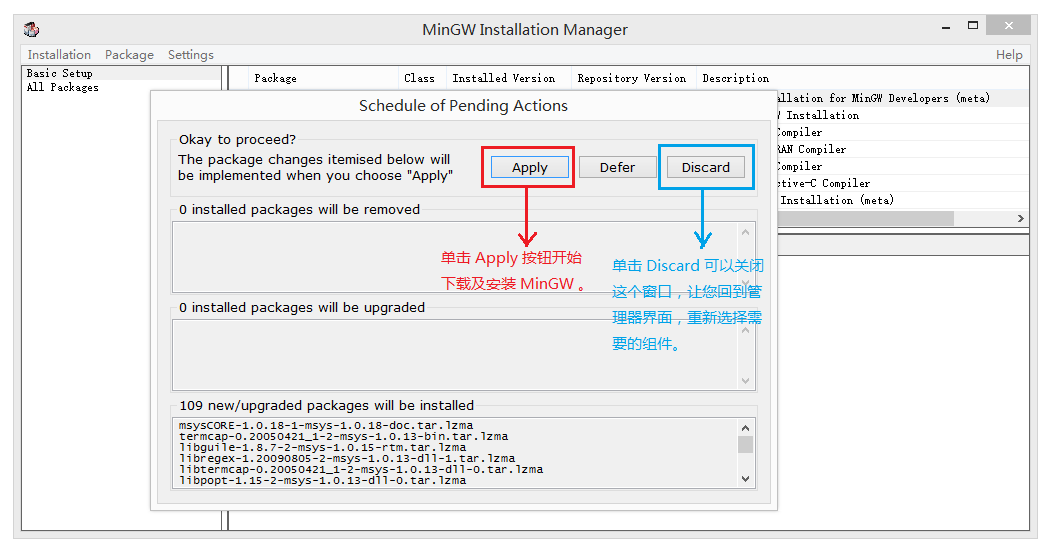 MinGW Installation Manager
Installation Package Settings Help
Basic Setup
All Packages
Package Class Installed Version Repository Version Description
allation for MinGW Developers (meta)
Installation
Compiler
RAN Compiler
Compiler
ctive-C Compiler
Installation (meta)
Schedule of Pending Actions
Okay to proceed?
The package changes itemised below will
be implemented when you choose "Apply"
Apply Defer Discard
0 installed packages will be removed
单击 Apply 按钮开始
下载及安装 MinGW 。
单击 Discard 可以关闭
这个窗口，让您回到管
理器界面，重新选择需
要的组件。
0 installed packages will be upgraded
109 new/upgraded packages will be installed
msysCORE-1.0.18-1-msys-1.0.18-doc.tar.lzma
termcap-0.20050421_1-2-msys-1.0.13-bin.tar.lzma
libguile-1.8.7-2-msys-1.0.15-rtm.tar.lzma
libregex-1.20090805-2-msys-1.0.13-dll-1.tar.lzma
libtermcap-0.20050421_1-2-msys-1.0.13-dll-0.tar.lzma
libpopt-1.15-2-msys-1.0.13-dll-0.tar.lzma